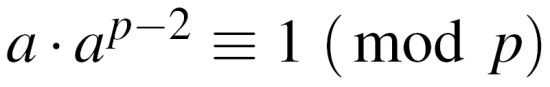 a · a^{p−2} ≡ 1 ( mod p)